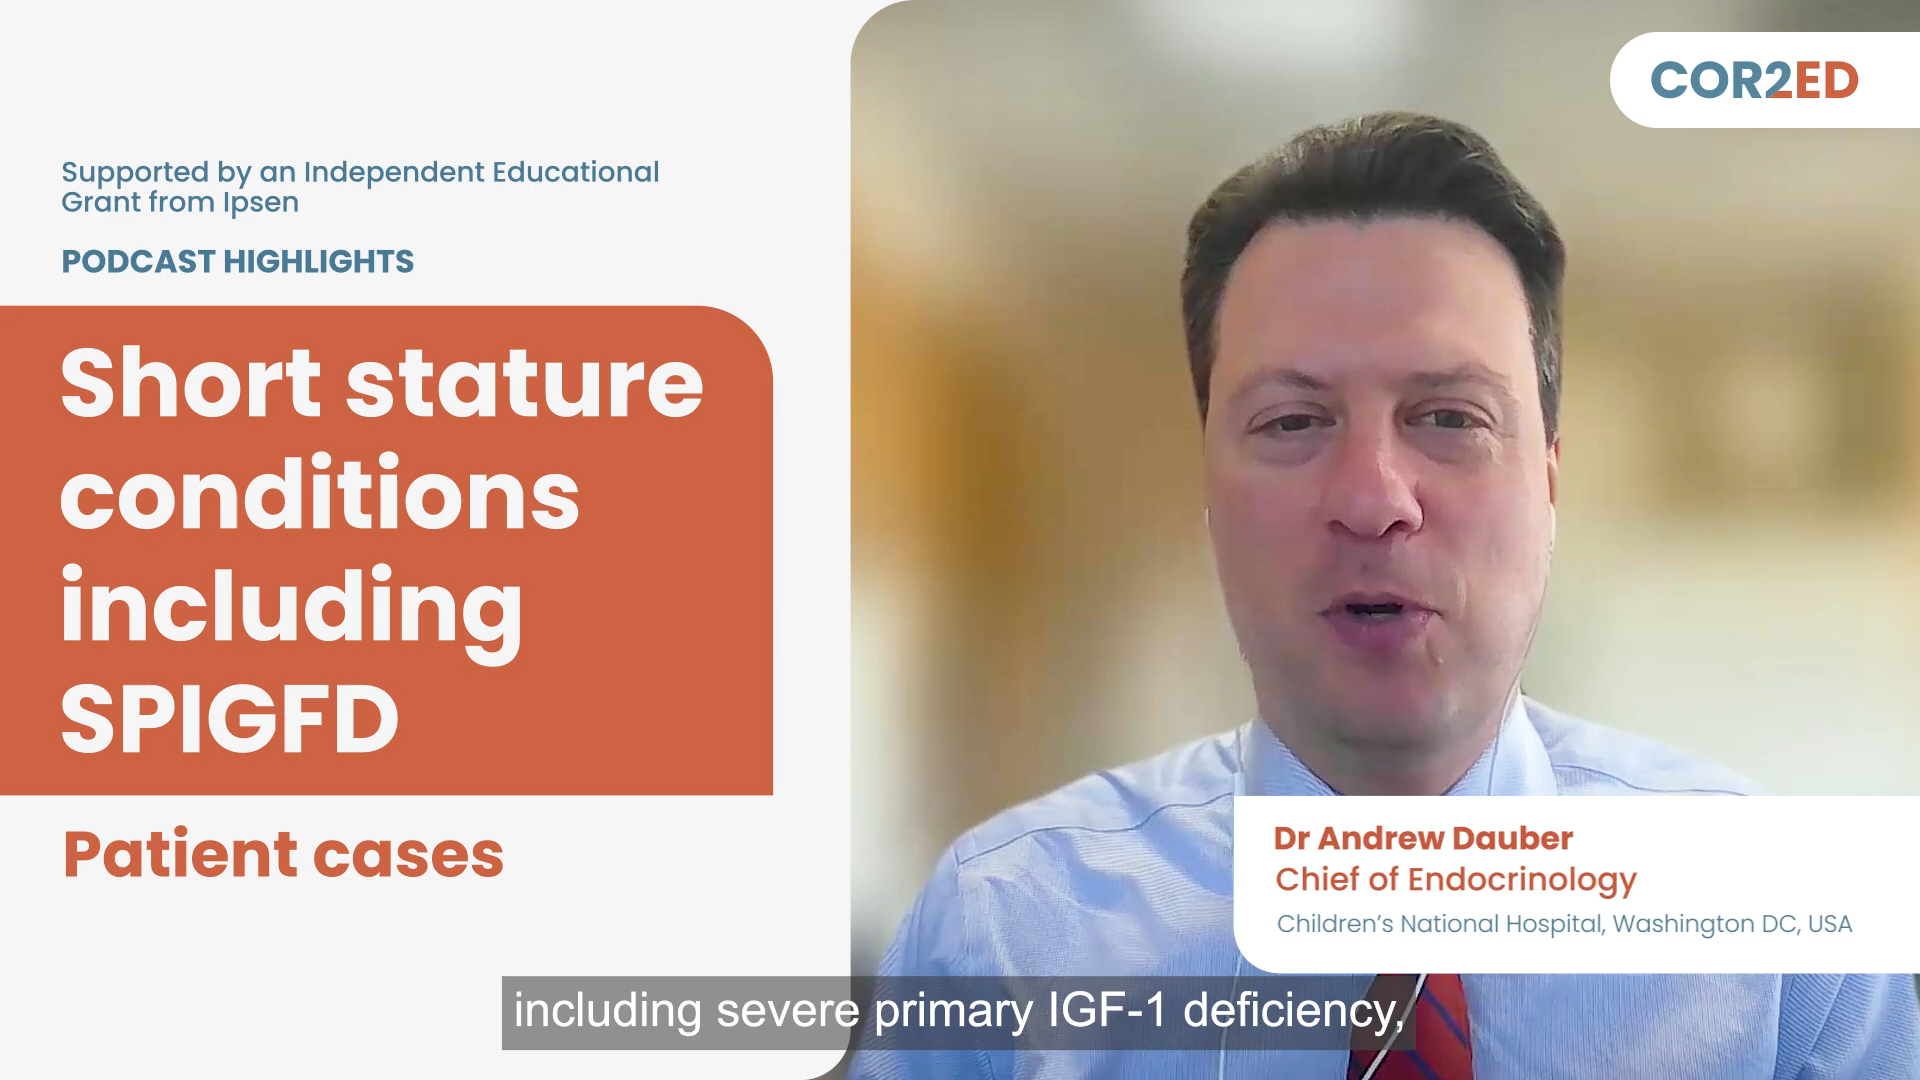 COR2ED
Supported by an Independent Educational
Grant from Ipsen
PODCAST HIGHLIGHTS
Short stature
conditions
including
SPIGFD
Patient cases
Dr Andrew Dauber
Chief of Endocrinology
Children’s National Hospital, Washington DC, USA
including severe primary IGF-1 deficiency,